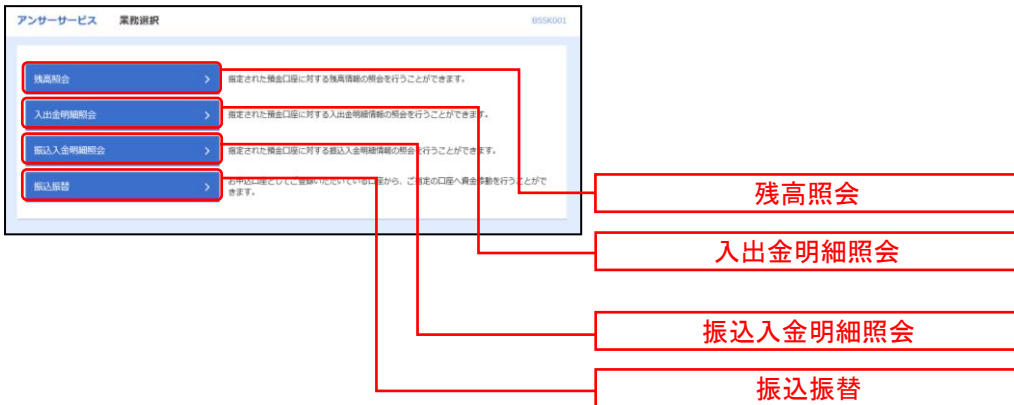 アンサーサービス 業務選択 BSSK001
残高照会 指定された預金口座に対する残高情報の照会を行うことができます。
入出金明細照会 指定された預金口座に対する入出金明細情報の照会を行うことができます。
振込入金明細照会 指定された預金口座に対する振込入金明細情報の照会を行うことができます。
振込振替 お申込口座としてご登録いただいている口座から、ご指定の口座へ資金移動を行うことがで
きます。
残高照会
入出金明細照会
振込入金明細照会
振込振替